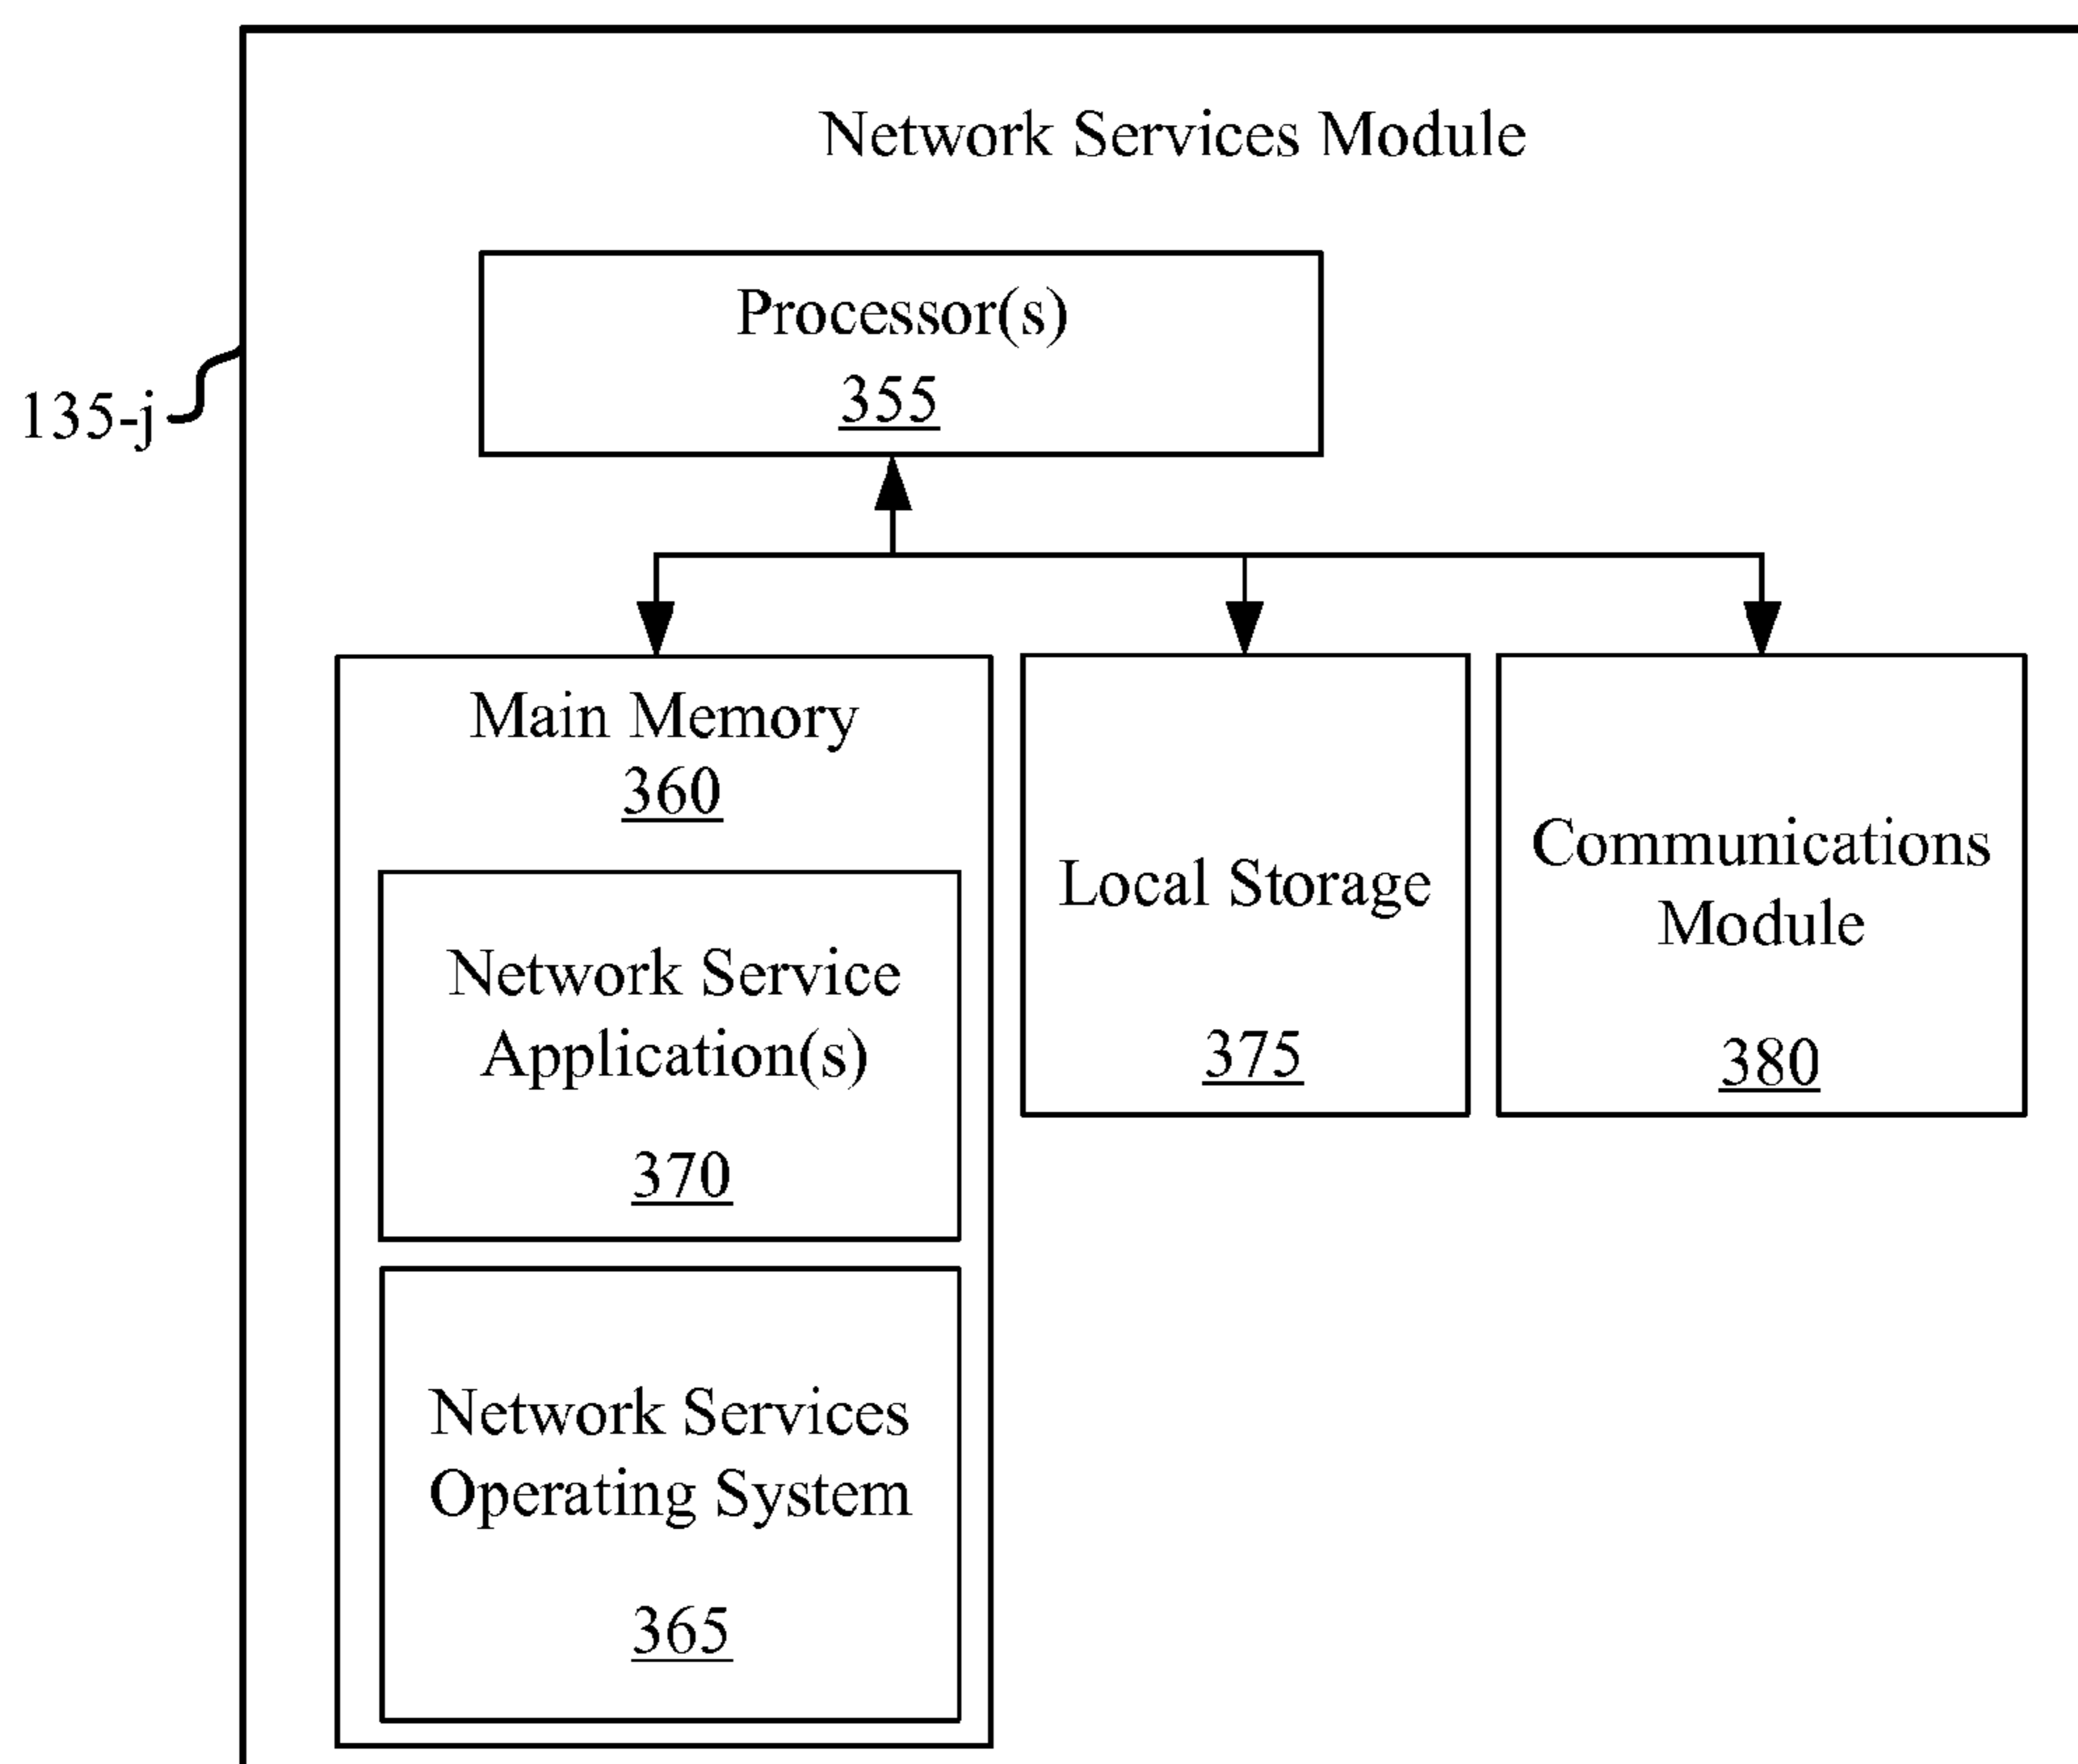 Network Services Module
Processor(s)
355
135-j
Main Memory
360
Network Service
Application(s)
370
Network Services
Operating System
365
Local Storage
375
Communications
Module
380